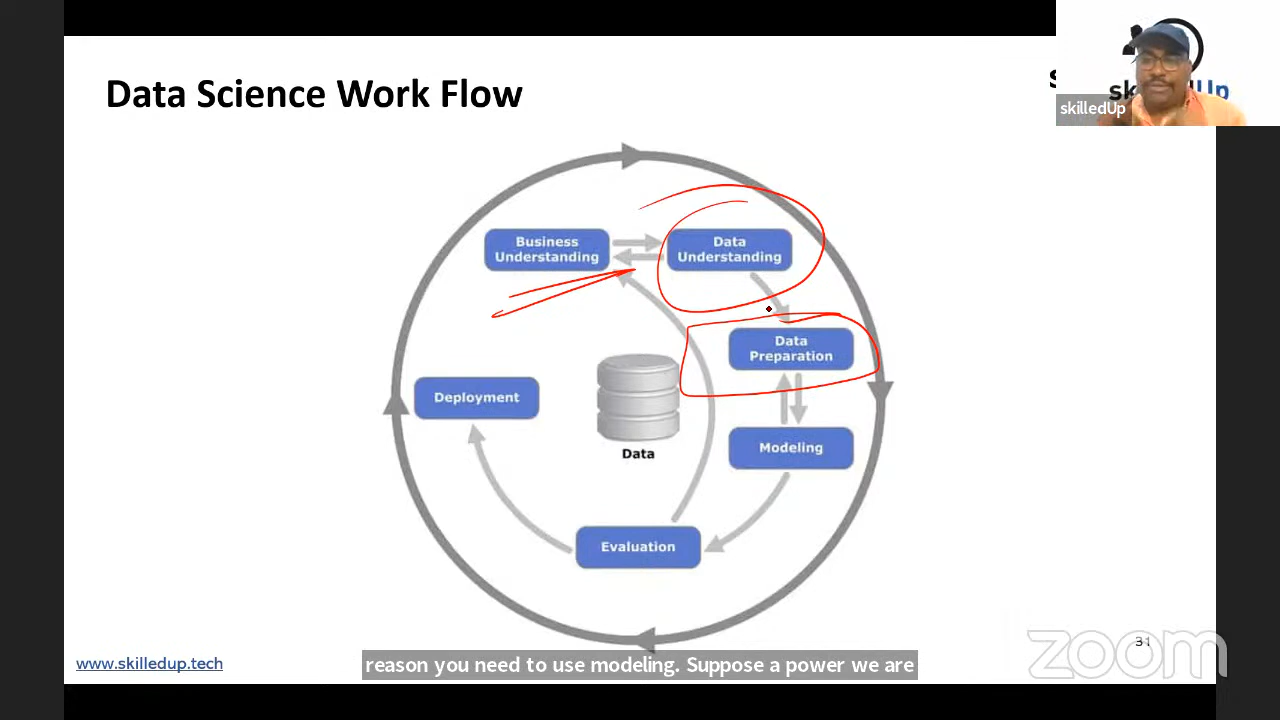 Data Science Work Flow
skilledUp
Business
Understanding
Data
Understanding
Data
Preparation
Deployment
Data
Modeling
Evaluation
www.skilledup.tech
reason you need to use modeling. Suppose a power we are
31
zoom